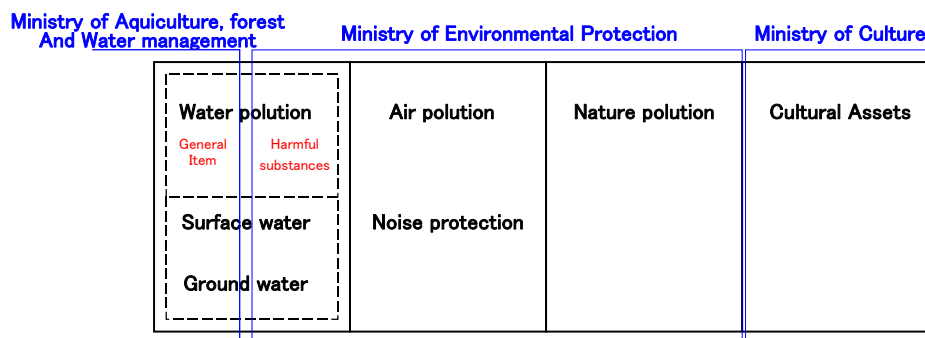 Ministry of Aquiculture, forest
And Water management
Ministry of Environmental Protection
Ministry of Culture
Water polution
General
Item
Harmful
substances
Surface water
Ground water
Air polution
Noise protection
Nature polution
Cultural Assets